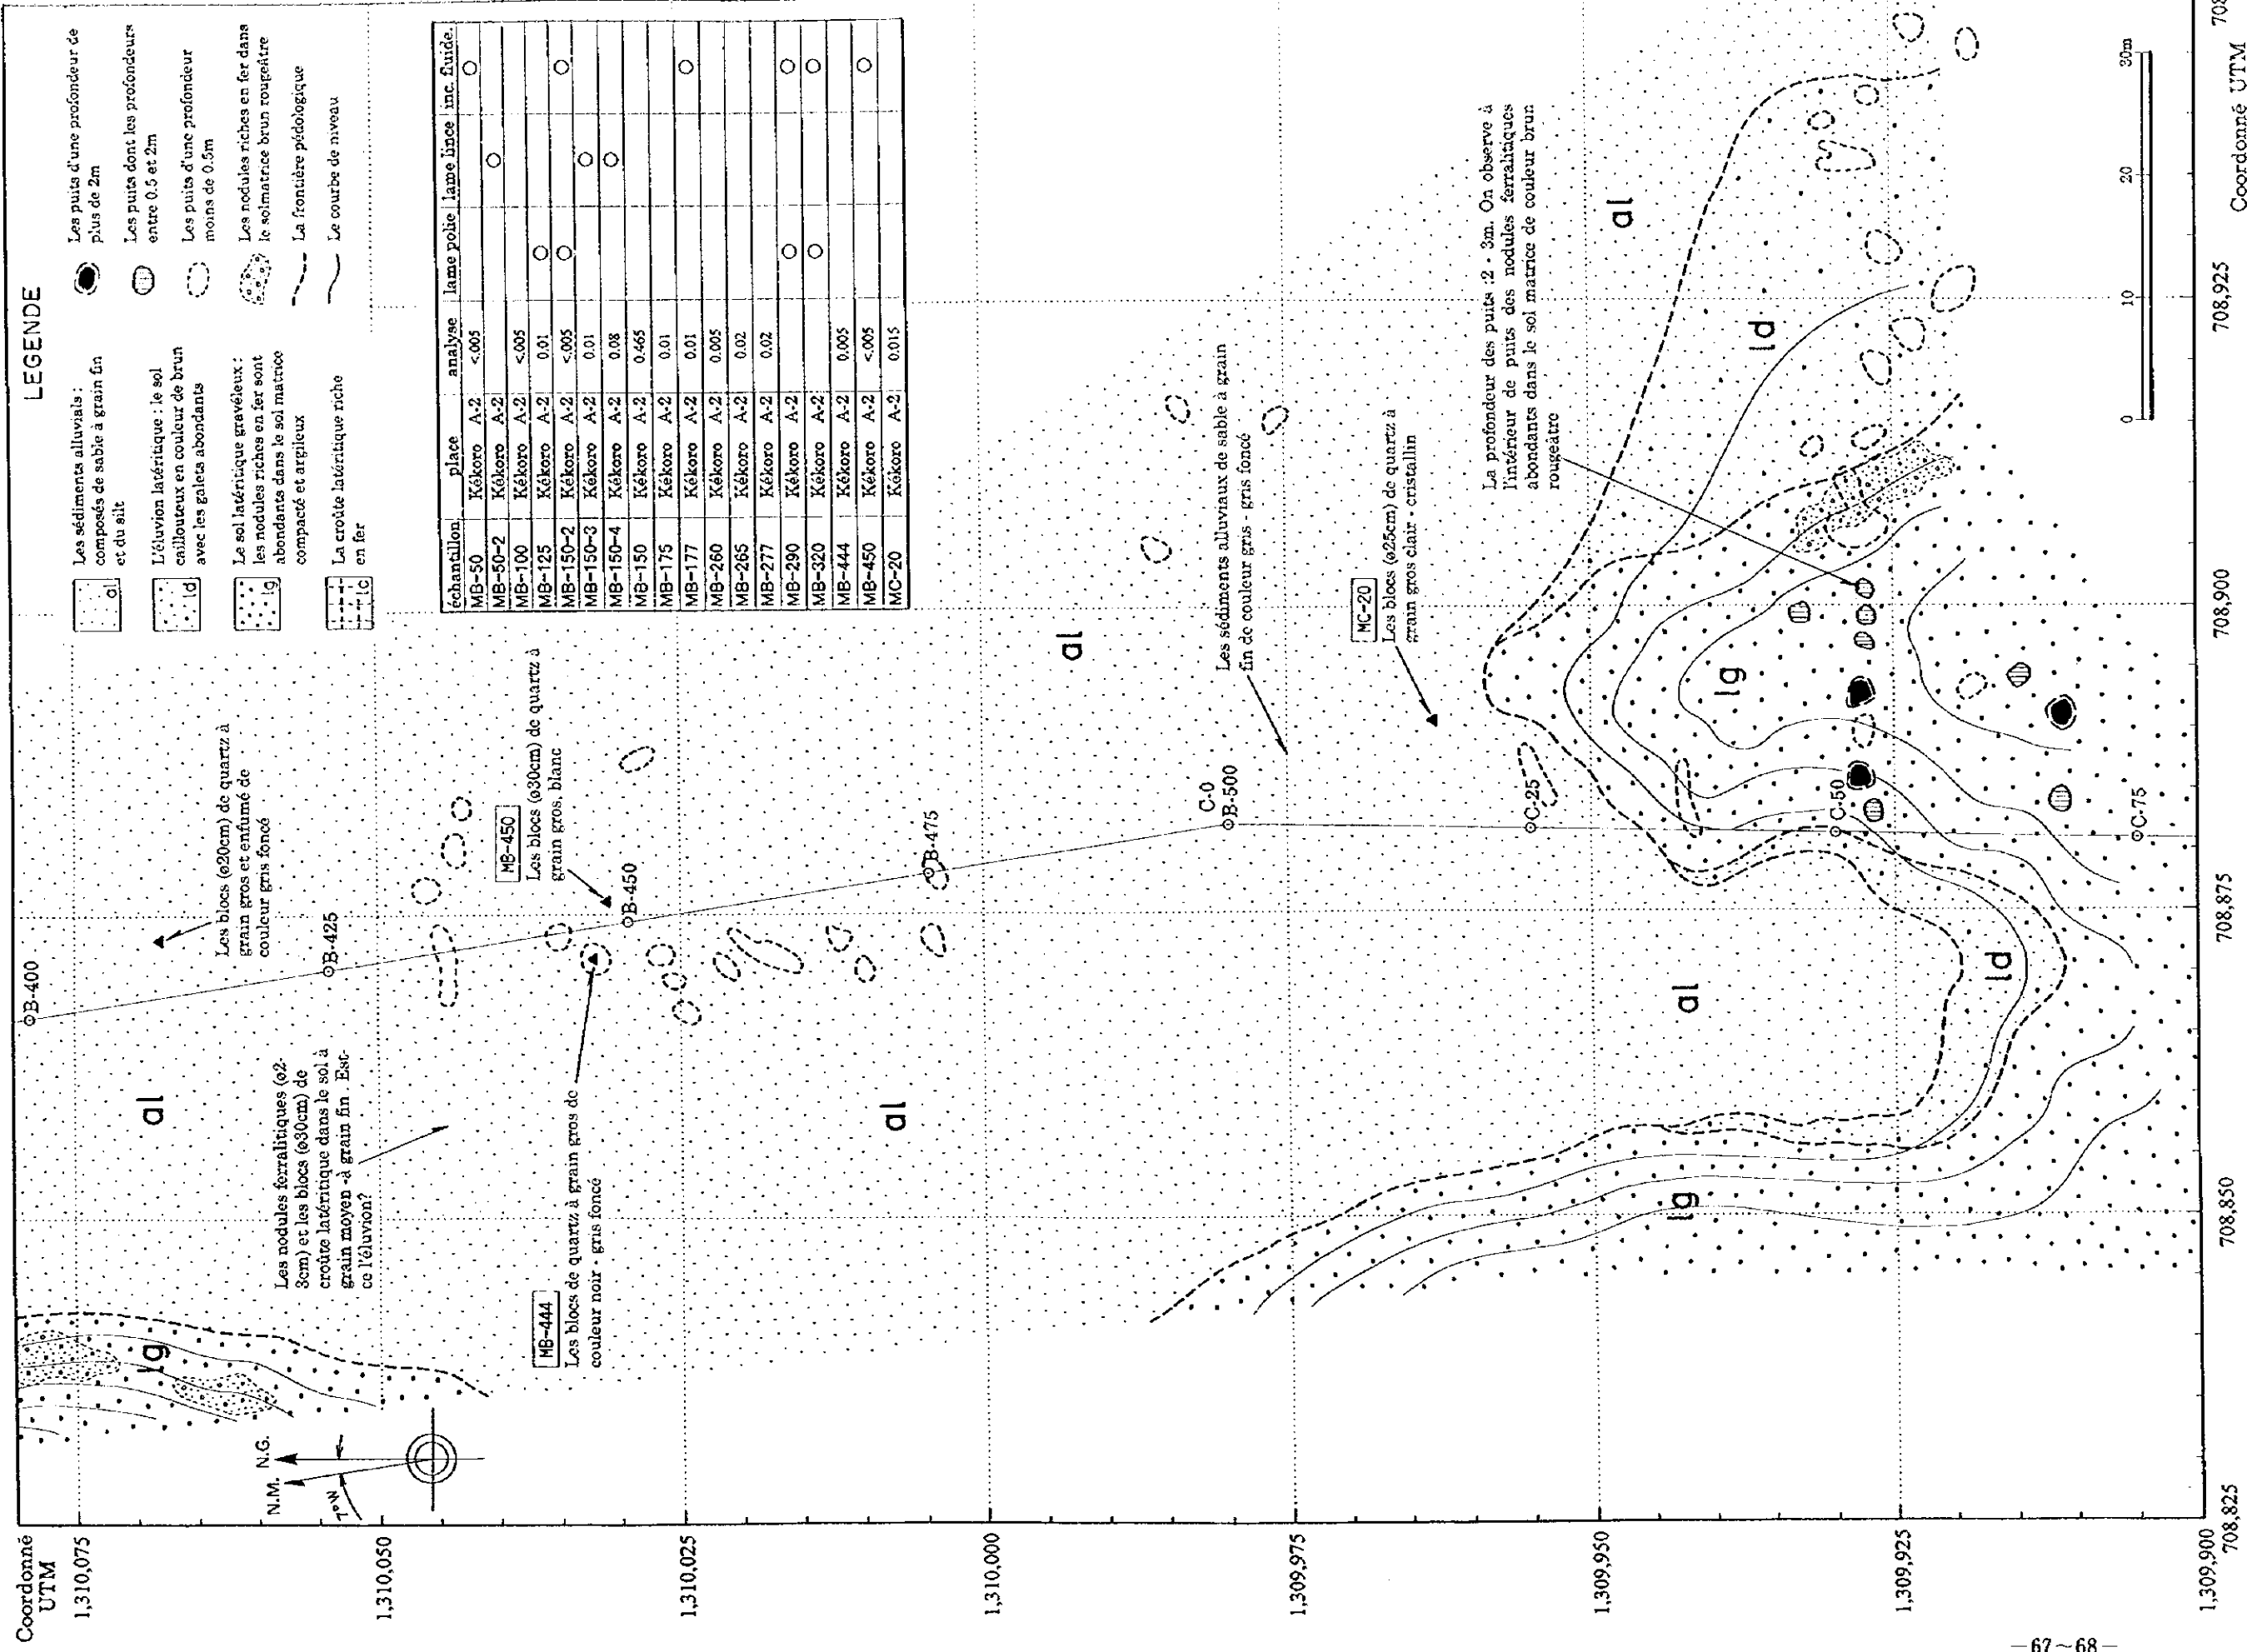 LEGENDE
Les sédiments alluvials :
composés de sable à grain fin
et du silt
al
L'éluvion latéritique : le sol
caillouteux en couleur de brun
avec les galets abondants
ld
Le sol latéritique graveleux :
les nodules riches en fer sont
abondants dans le sol matrice
compacté et argileux
lg
La croûte latéritique riche
en fer
lc
Les puits d'une profondeur de
plus de 2m
Les puits dont les profondeurs
entre 0.5 et 2m
Les puits d'une profondeur
moins de 0.5m
Les nodules riches en fer dans
le solmatrice brun rougeâtre
La frontière pédologique
Le courbe de niveau
échantillon place analyse lame polie lame lince inc. fluide.
MB-50 Kékoro A-2 <.005 ○
MB-50-2 Kékoro A-2 ○
MB-100 Kékoro A-2 <.005
MB-125 Kékoro A-2 0.01 ○
MB-150-2 Kékoro A-2 <.005 ○ ○
MB-150-3 Kékoro A-2 0.01 ○
MB-150-4 Kékoro A-2 0.08 ○
MB-150 Kékoro A-2 0.465
MB-175 Kékoro A-2 0.01
MB-177 Kékoro A-2 0.01 ○
MB-260 Kékoro A-2 0.005
MB-265 Kékoro A-2 0.02
MB-277 Kékoro A-2 0.02
MB-290 Kékoro A-2 ○ ○
MB-320 Kékoro A-2 ○ ○
MB-444 Kékoro A-2 0.005
MB-450 Kékoro A-2 <.005 ○
MC-20 Kékoro A-2 0.015
B-400
Les blocs (ø20cm) de quartz à
grain gros et enfumé de
couleur gris foncé
B-425
al
Les nodules ferralitiques (ø2-
3cm) et les blocs (ø30cm) de
croûte latéritique dans le sol à
grain moyen -à grain fin Est-
ce l'éluvion?
lg
N.M.
N.G.
7°W
MB-450
Les blocs (ø30cm) de quartz à
grain gros, blanc
B-450
MB-444
Les blocs de quartz à grain gros de
couleur noir - gris foncé
al
B-475
al
C-0
B-500
Les sédiments alluviaux de sable à grain
fin de couleur gris - gris foncé
MC-20
Les blocs (ø25cm) de quartz à
grain gros clair - cristallin
La profondeur des puits :2 - 3m. On observe à
l'intérieur de puits des nodules ferralitiques
abondants dans le sol matrice de couleur brun
rougeâtre
al
ld
lg
C-25
C-50
C-75
al
ld
lg
0 10 20 30m
Coordonné
UTM
1,310,075
1,310,050
1,310,025
1,310,000
1,309,975
1,309,950
1,309,925
1,309,900
708,825
708,850
708,875
708,900
708,925
708
Coordonné UTM
—67~68—